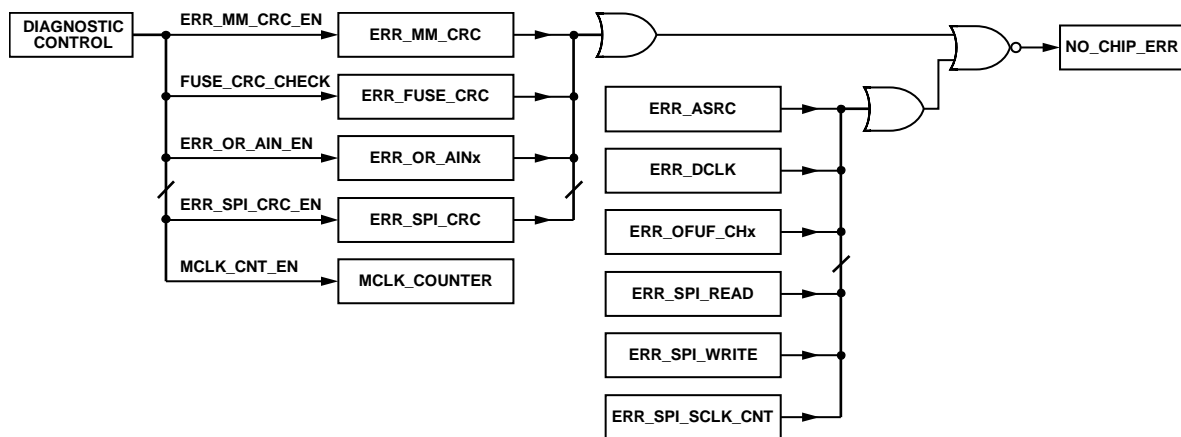 DIAGNOSTIC
CONTROL
ERR_MM_CRC_EN
ERR_MM_CRC
NO_CHIP_ERR
FUSE_CRC_CHECK
ERR_FUSE_CRC
ERR_ASRC
ERR_OR_AIN_EN
ERR_OR_AINx
ERR_DCLK
ERR_SPI_CRC_EN
ERR_SPI_CRC
ERR_OFUF_CHx
MCLK_CNT_EN
MCLK_COUNTER
ERR_SPI_READ
ERR_SPI_WRITE
ERR_SPI_SCLK_CNT